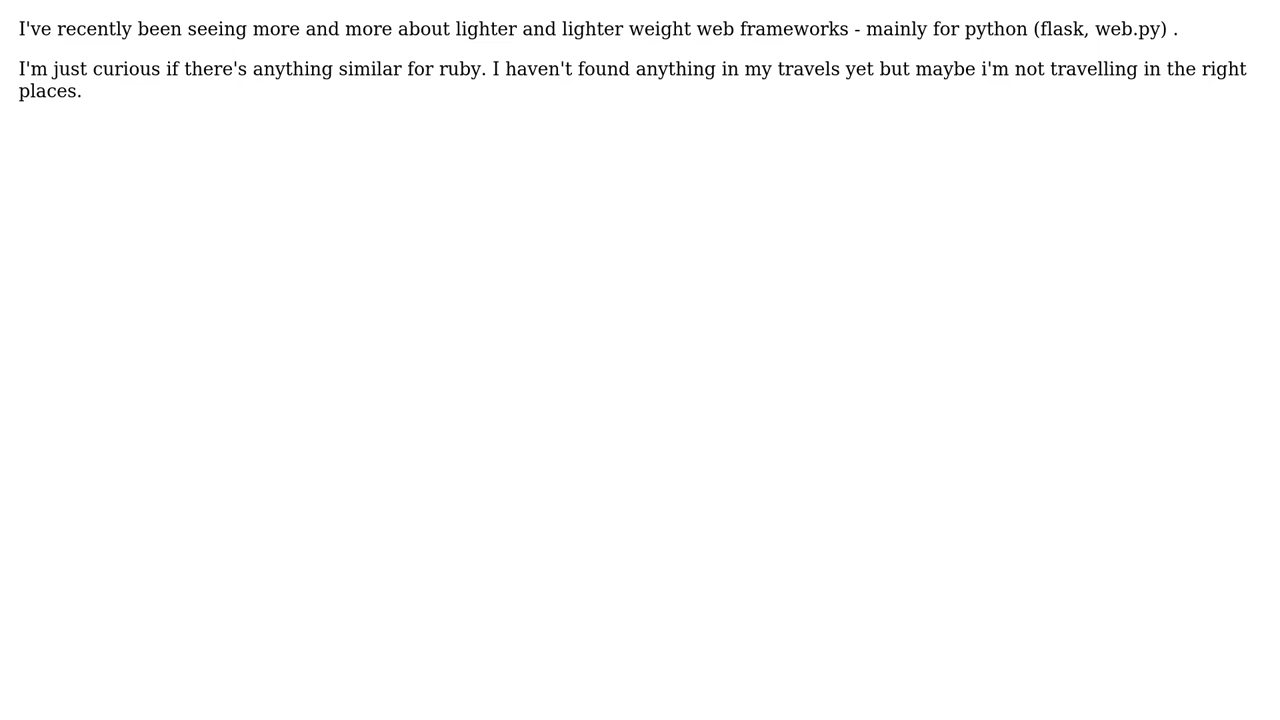 I've recently been seeing more and more about lighter and lighter weight web frameworks - mainly for python (flask, web.py) .
I'm just curious if there's anything similar for ruby. I haven't found anything in my travels yet but maybe i'm not travelling in the right
places.